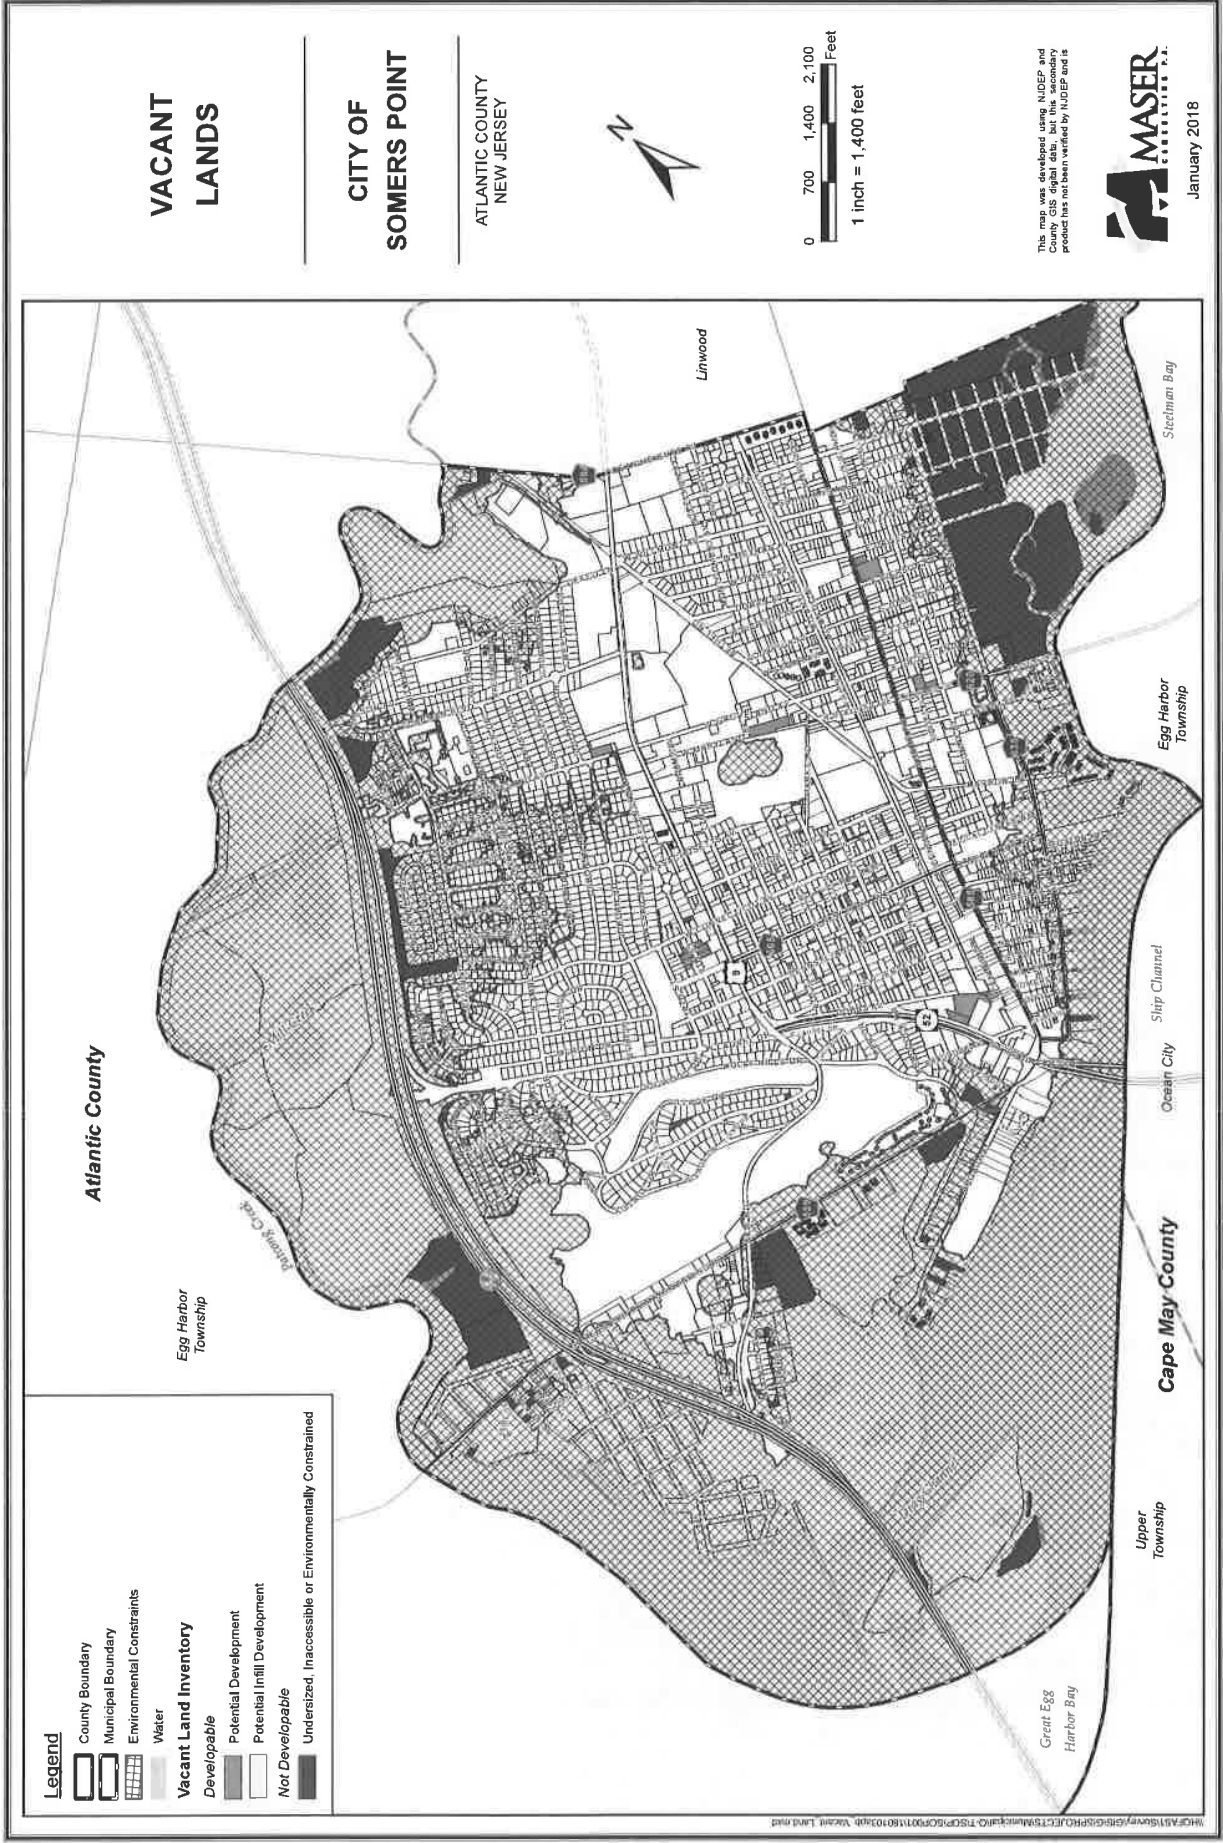 VACANT
LANDS
CITY OF
SOMERS POINT
ATLANTIC COUNTY
NEW JERSEY
N
0 700 1,400 2,100
Feet
1 inch = 1,400 feet
This map was developed using NJDEP and
County GIS digital data, but this secondary
product has not been verified by NJDEP and is
MASER
CONSULTING P.A.
January 2018
Atlantic County
Egg Harbor
Township
Patcong Creek
Linwood
Steelman Bay
Egg Harbor
Township
Ship Channel
Ocean City
Cape May County
Upper
Township
Great Egg
Harbor Bay
9
52
Legend
County Boundary
Municipal Boundary
Environmental Constraints
Water
Vacant Land Inventory
Developable
Potential Development
Potential Infill Development
Not Developable
Undersized, Inaccessible or Environmentally Constrained